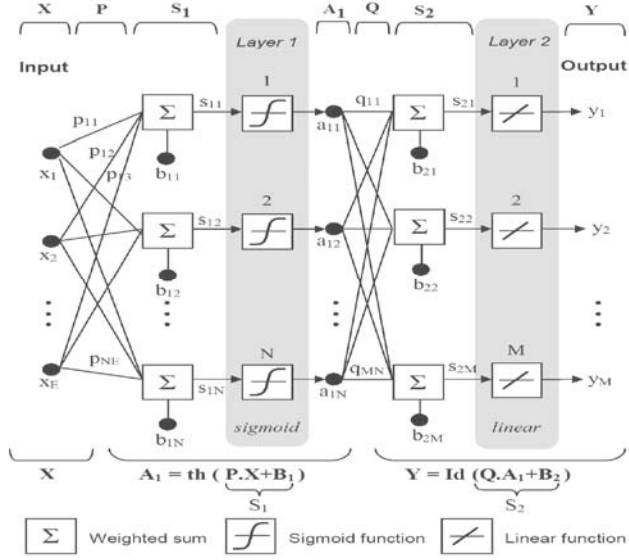 X P S1 A1 Q S2 Y
Layer 1 Layer 2
Input Output
1 1
p11 Σ s11 a11 q11 Σ s21 y1
p12
p13
x1 b11 b21
2 2
Σ s12 a12 Σ s22 y2
x2 b12 b22
N M
pNE Σ s1N a1N qMN Σ s2M yM
xE
b1N sigmoid b2M linear
X A1 = th ( P.X+B1 ) Y = Id (Q.A1+B2 )
S1 S2
Σ Weighted sum Sigmoid function Linear function